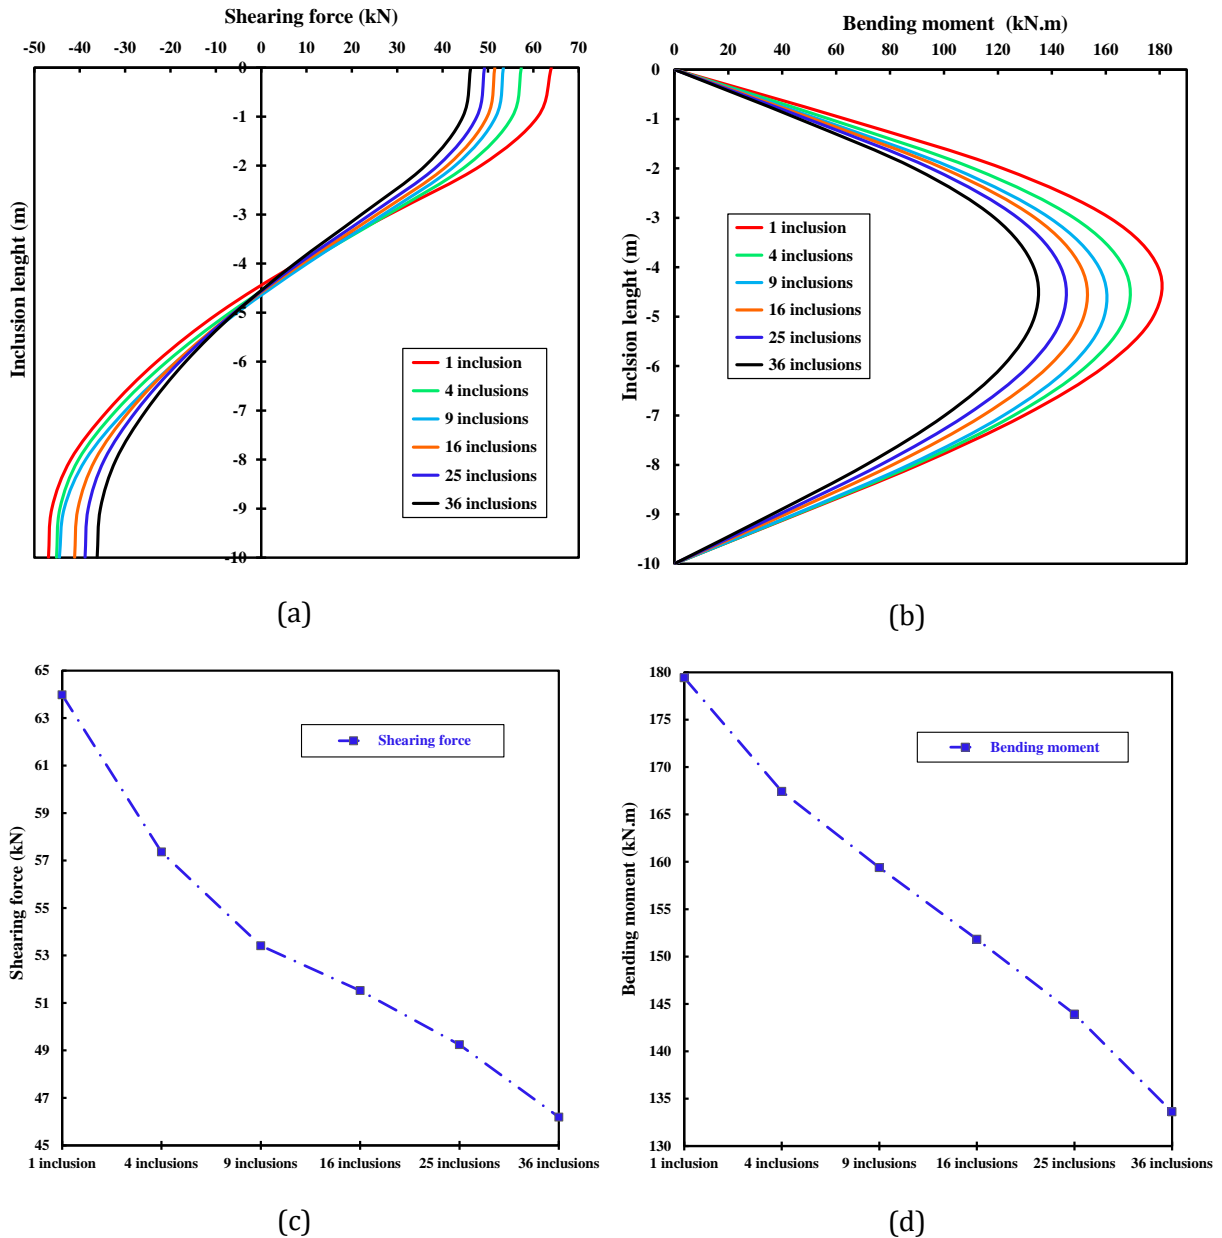 Shearing force (kN)
-50 -40 -30 -20 -10 0 10 20 30 40 50 60 70
0
-1
-2
-3
-4
-5
-6
-7
-8
-9
-10
Inclusion lenght (m)
1 inclusion
4 inclusions
9 inclusions
16 inclusions
25 inclusions
36 inclusions
(a)
Bending moment (kN.m)
0 20 40 60 80 100 120 140 160 180
0
-1
-2
-3
-4
-5
-6
-7
-8
-9
-10
Inclsion lenght (m)
1 inclusion
4 inclusions
9 inclusions
16 inclusions
25 inclusions
36 inclusions
(b)
65
63
61
59
57
55
53
51
49
47
45
Shearing force (kN)
Shearing force
1 inclusion 4 inclusions 9 inclusions 16 inclusions 25 inclusions 36 inclusions
(c)
180
175
170
165
160
155
150
145
140
135
130
Bending moment (kN.m)
Bending moment
1 inclusion 4 inclusions 9 inclusions 16 inclusions 25 inclusions 36 inclusions
(d)